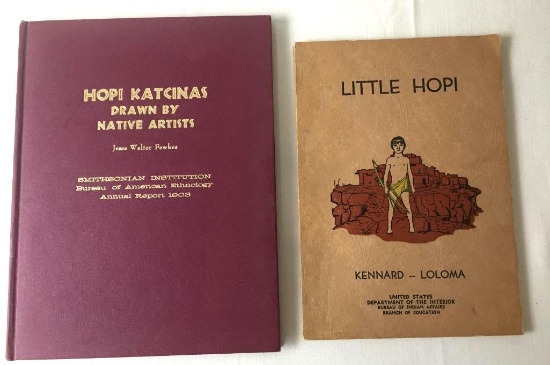 HOPI KATCINAS
DRAWN BY
NATIVE ARTISTS
Jesse Walter Fewkes
SMITHSONIAN INSTITUTION
Bureau of American Ethnology
Annual Report 1903
LITTLE HOPI
KENNARD -- LOLOMA
UNITED STATES
DEPARTMENT OF THE INTERIOR
BUREAU OF INDIAN AFFAIRS
BRANCH OF EDUCATION